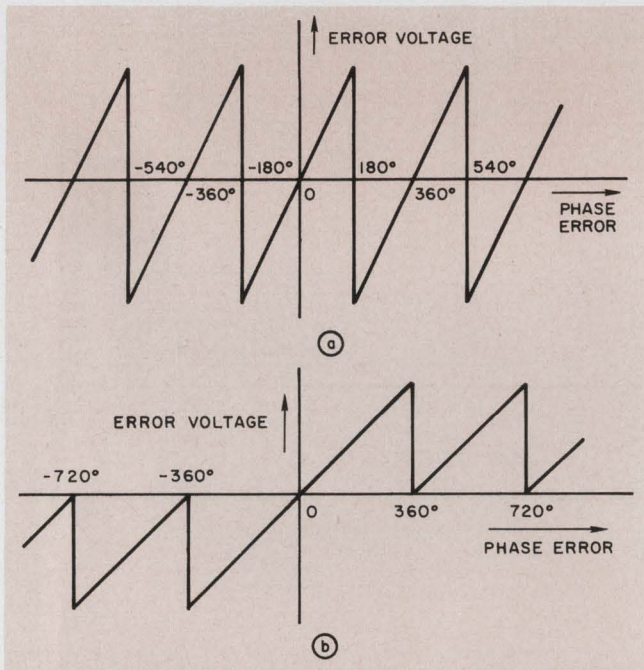 ERROR VOLTAGE
-540° -180° 180° 540°
-360° 0 360°
PHASE
ERROR
a
ERROR VOLTAGE
-720° -360°
0 360° 720°
PHASE ERROR
b